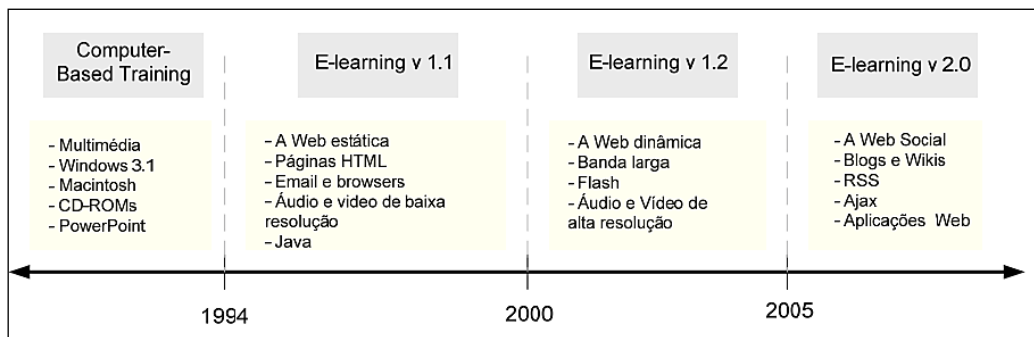 Computer-
Based Training
- Multimédia
- Windows 3.1
- Macintosh
- CD-ROMs
- PowerPoint
E-learning v 1.1
- A Web estática
- Páginas HTML
- Email e browsers
- Áudio e video de baixa
resolução
- Java
E-learning v 1.2
- A Web dinâmica
- Banda larga
- Flash
- Áudio e Vídeo de
alta resolução
E-learning v 2.0
- A Web Social
- Blogs e Wikis
- RSS
- Ajax
- Aplicações Web
1994
2000
2005